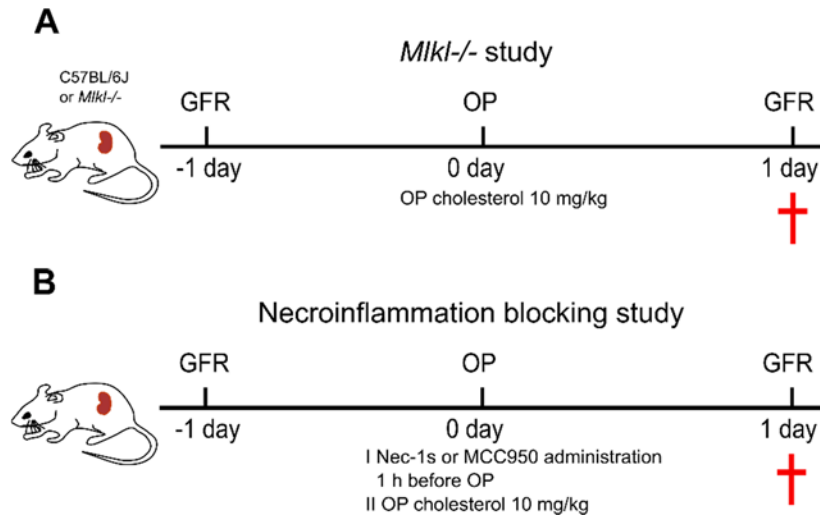 A
Mlkl-/- study
C57BL/6J
or Mlkl-/-
GFR OP GFR
-1 day 0 day 1 day
OP cholesterol 10 mg/kg
B
Necroinflammation blocking study
GFR OP GFR
-1 day 0 day 1 day
I Nec-1s or MCC950 administration
1 h before OP
II OP cholesterol 10 mg/kg